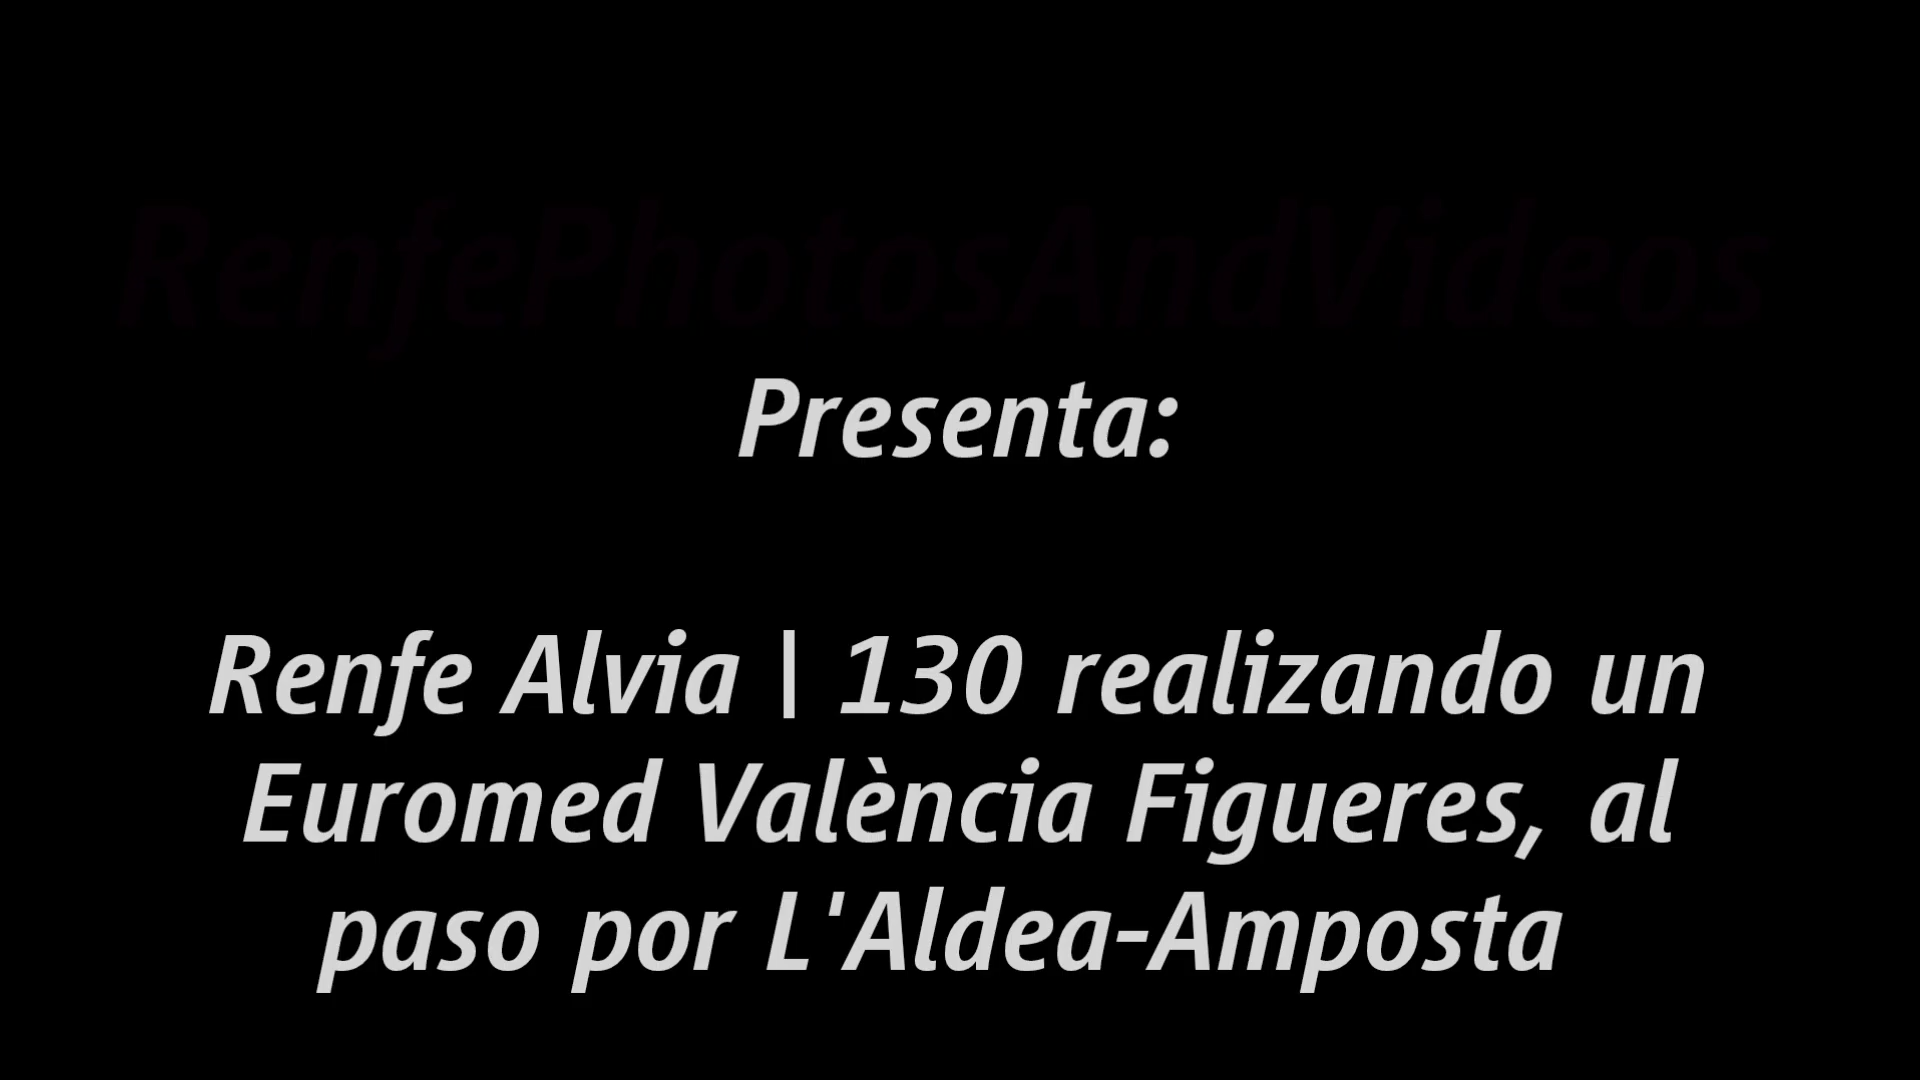 RenfePhotosAndVideos
Presenta:
Renfe Alvia | 130 realizando un
Euromed València Figueres, al
paso por L'Aldea-Amposta